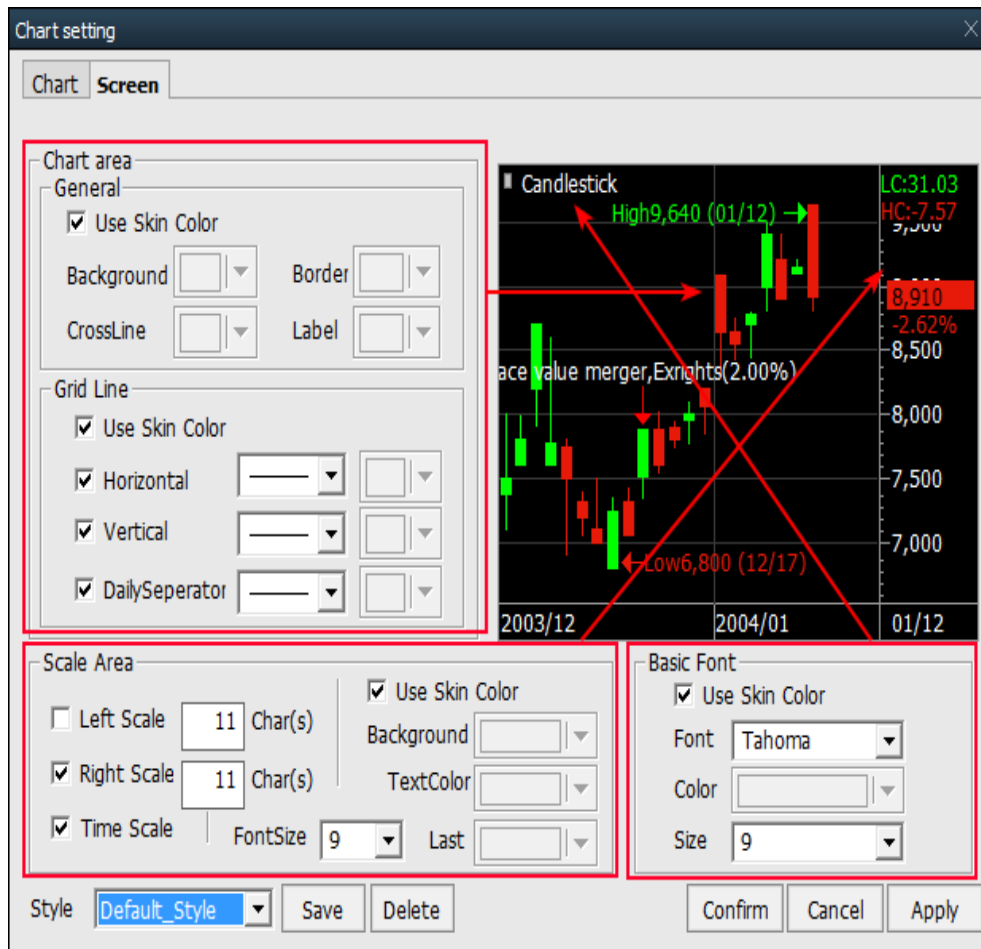 Chart setting
Chart Screen
Chart area
General
Use Skin Color
Background Border
CrossLine Label
Grid Line
Use Skin Color
Horizontal
Vertical
DailySeperator
Candlestick
High9,640 (01/12)
LC:31.03
HC:-7.57
8,910
-2.62%
8,500
ace value merger,Exrights(2.00%)
8,000
7,500
7,000
Low6,800 (12/17)
2003/12 2004/01 01/12
Scale Area
Left Scale 11 Char(s)
Right Scale 11 Char(s)
Time Scale FontSize 9
Use Skin Color
Background
TextColor
Last
Basic Font
Use Skin Color
Font Tahoma
Color
Size 9
Style Default_Style Save Delete Confirm Cancel Apply